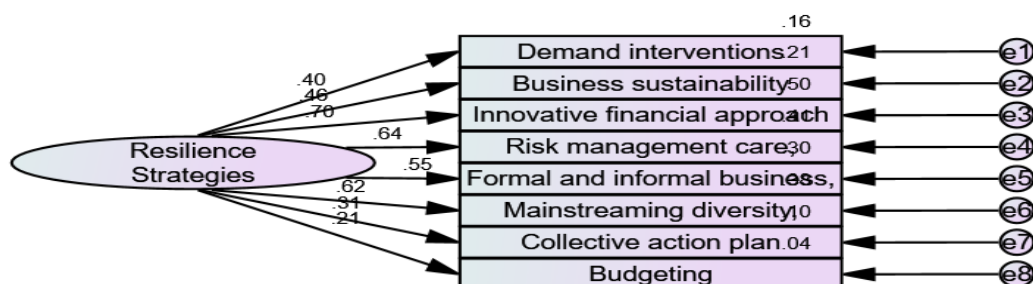 .16
Demand interventions .21 e1
.40
Business sustainability .50 e2
.46
.70
Innovative financial approach e3
.64
Risk management care, .30 e4
Resilience
Strategies
.55
Formal and informal business, e5
.62
Mainstreaming diversity, .10 e6
.31
.21
Collective action plan .04 e7
Budgeting e8